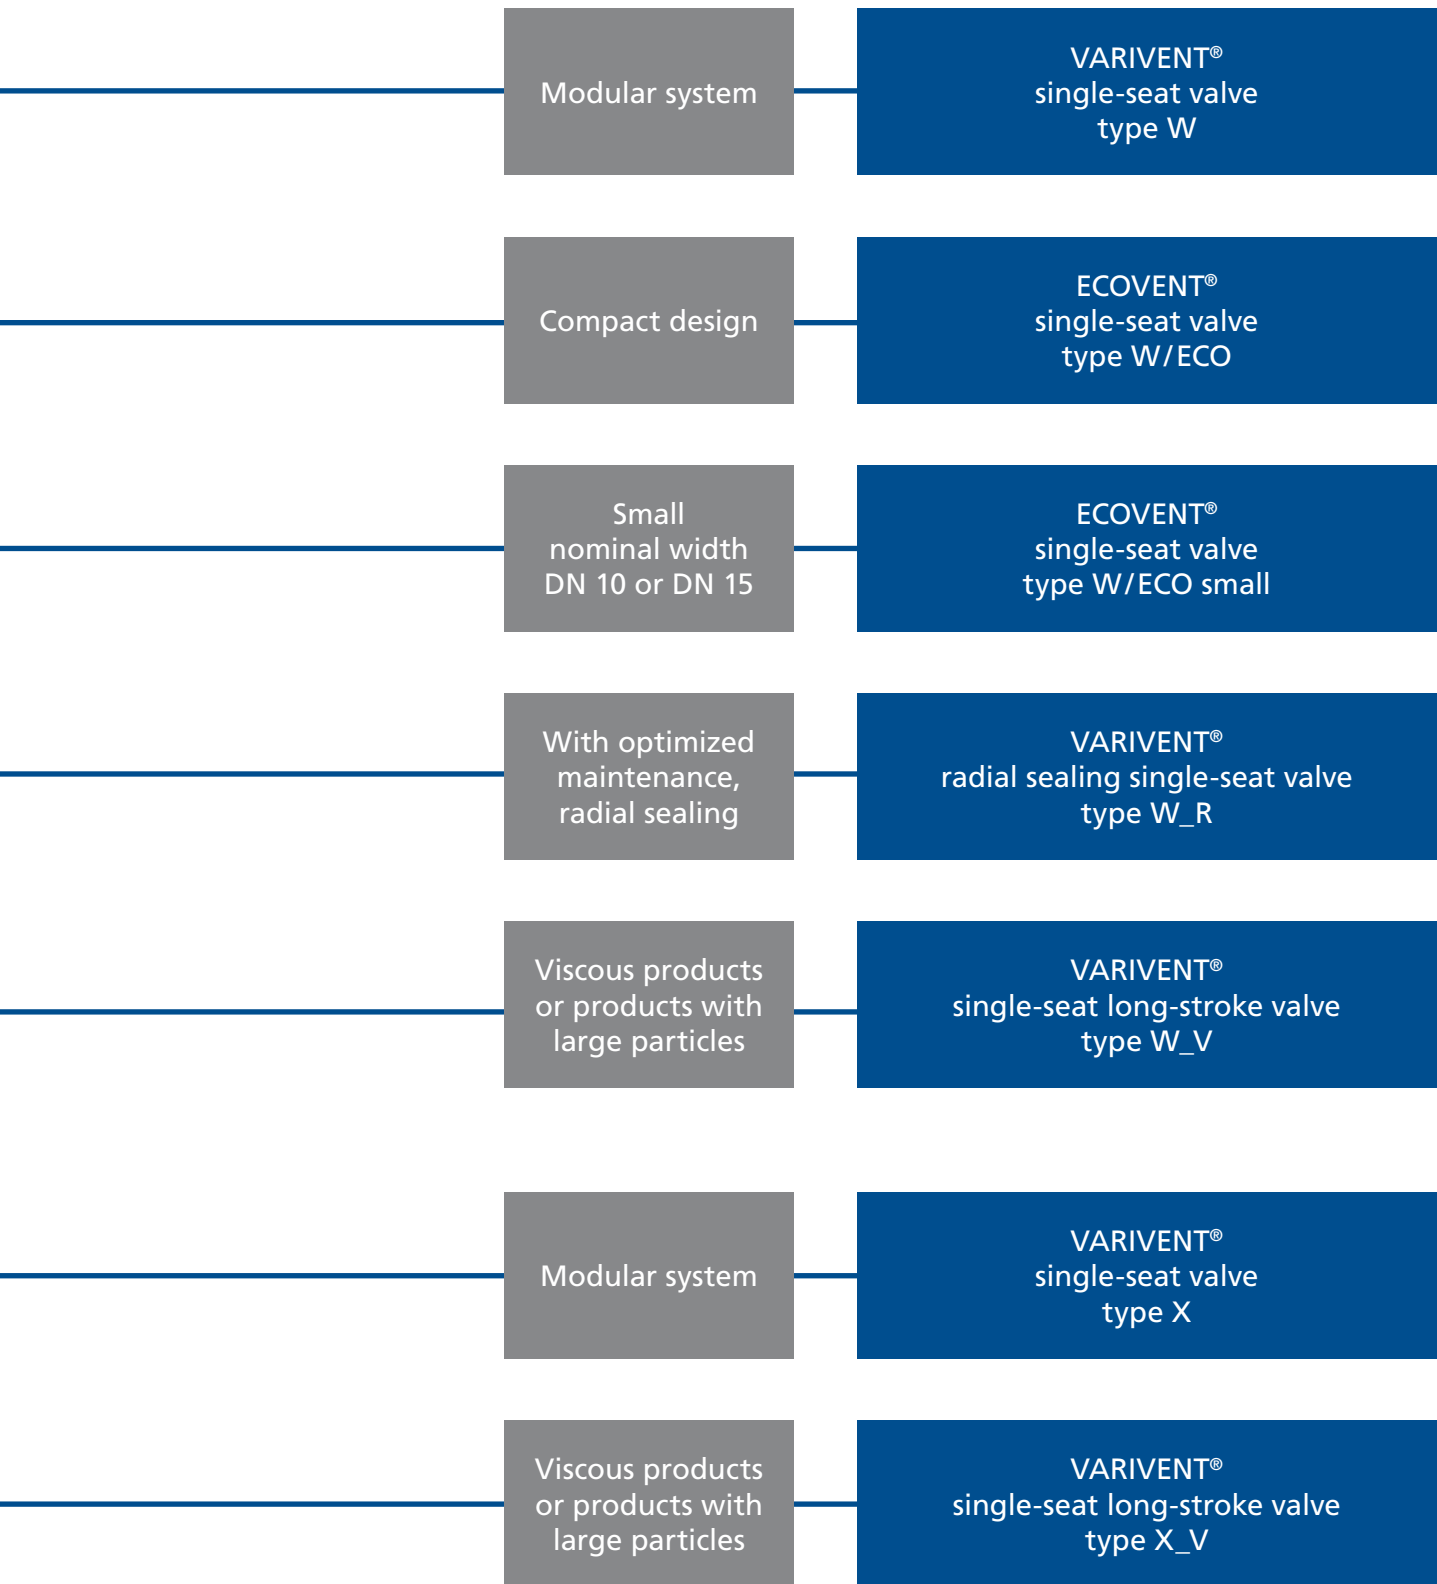 Modular system
VARIVENT®
single-seat valve
type W
Compact design
ECOVENT®
single-seat valve
type W/ECO
Small
nominal width
DN 10 or DN 15
ECOVENT®
single-seat valve
type W/ECO small
With optimized
maintenance,
radial sealing
VARIVENT®
radial sealing single-seat valve
type W_R
Viscous products
or products with
large particles
VARIVENT®
single-seat long-stroke valve
type W_V
Modular system
VARIVENT®
single-seat valve
type X
Viscous products
or products with
large particles
VARIVENT®
single-seat long-stroke valve
type X_V